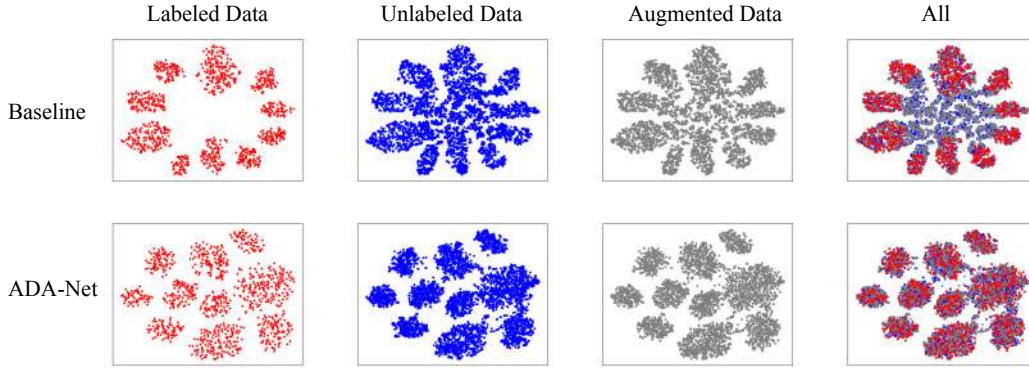 Labeled Data Unlabeled Data Augmented Data All
Baseline
ADA-Net